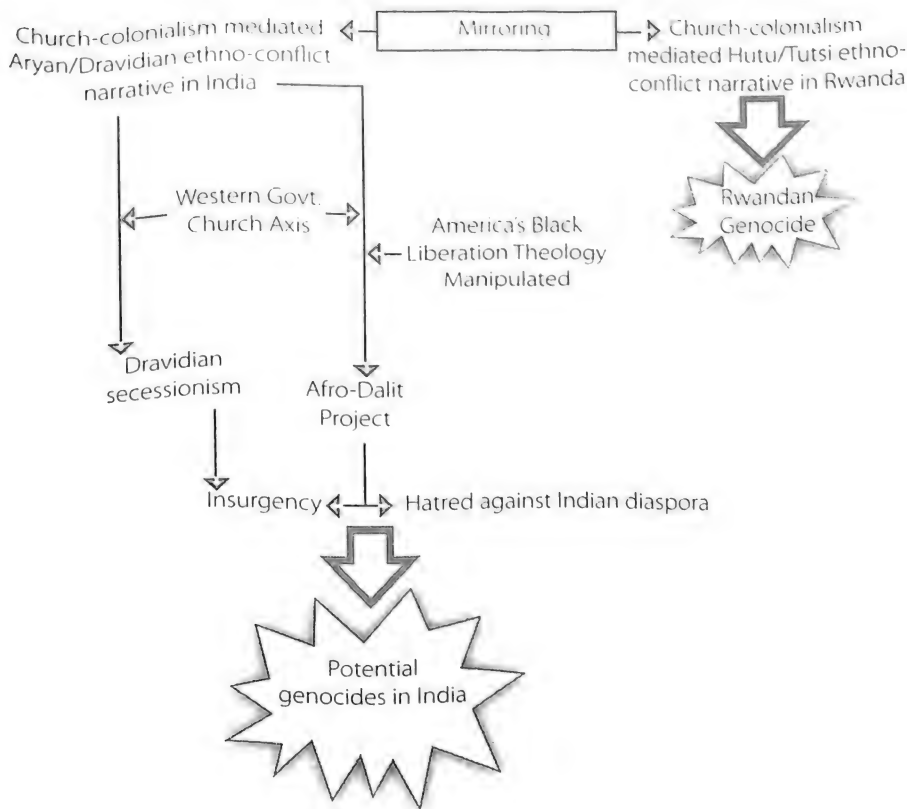 Mirroring
Church-colonialism mediated
Aryan/Dravidian ethno-conflict
narrative in India
Church-colonialism
mediated Hutu/Tutsi ethno-
conflict narrative in Rwanda
Western Govt.
Church Axis
America's Black
Liberation Theology
Manipulated
Rwandan
Genocide
Dravidian
secessionism
Afro-Dalit
Project
Insurgency
Hatred against Indian diaspora
Potential
genocides in India